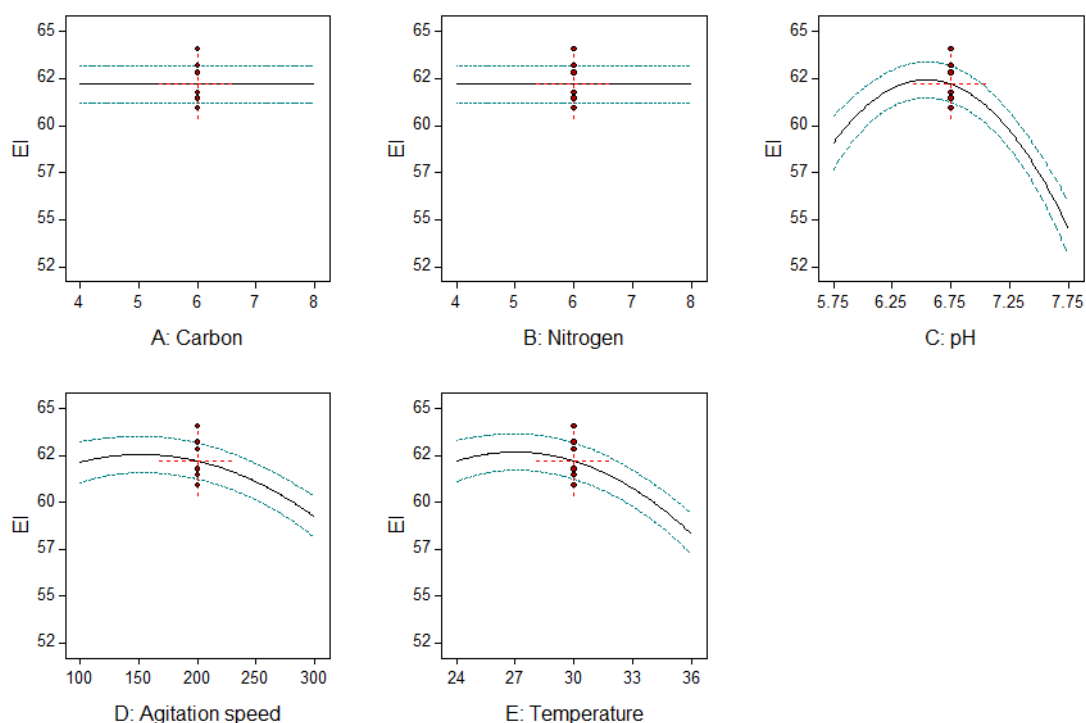 65
62
60
57
55
52
EI
4 5 6 7 8
A: Carbon
65
62
60
57
55
52
EI
4 5 6 7 8
B: Nitrogen
65
62
60
57
55
52
EI
5.75 6.25 6.75 7.25 7.75
C: pH
65
62
60
57
55
52
EI
100 150 200 250 300
D: Agitation speed
65
62
60
57
55
52
EI
24 27 30 33 36
E: Temperature